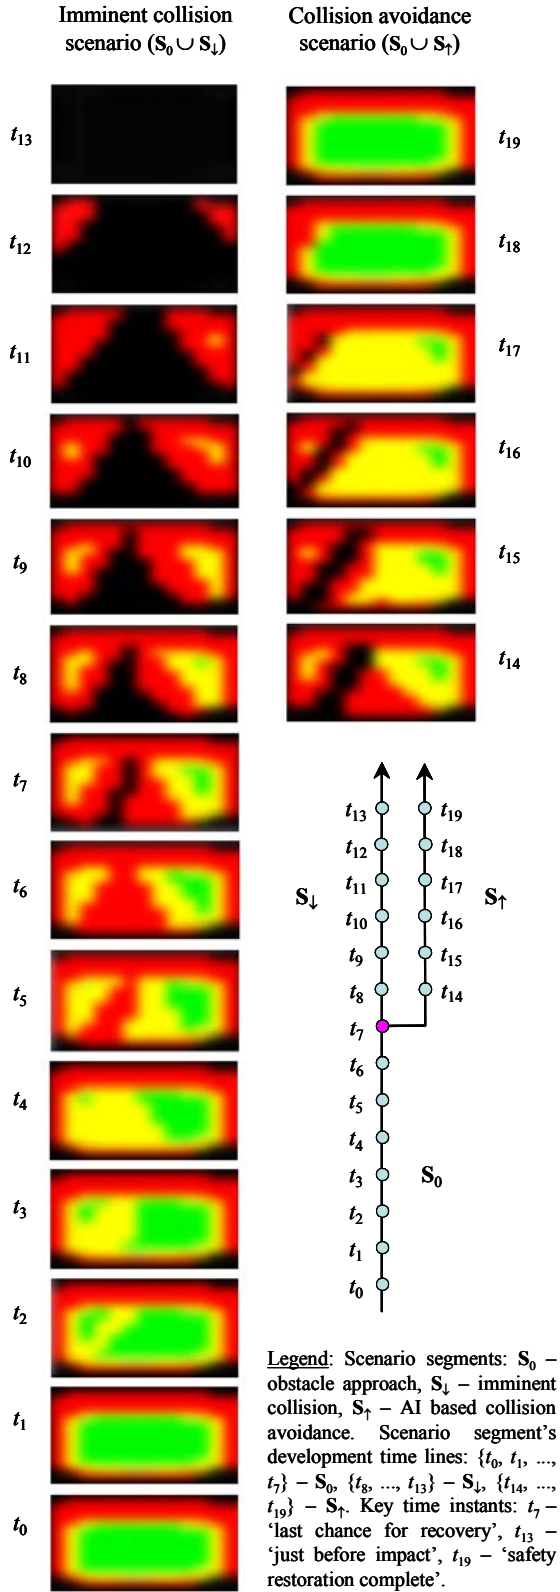 Imminent collision
scenario (S₀ ∪ S↓)
Collision avoidance
scenario (S₀ ∪ S↑)
t₁₃
t₁₂
t₁₁
t₁₀
t₉
t₈
t₇
t₆
t₅
t₄
t₃
t₂
t₁
t₀
t₁₉
t₁₈
t₁₇
t₁₆
t₁₅
t₁₄
t₁₃ t₁₉
t₁₂ t₁₈
S↓ t₁₁ t₁₇ S↑
t₁₀ t₁₆
t₉ t₁₅
t₈ t₁₄
t₇
t₆
t₅
t₄
t₃ S₀
t₂
t₁
t₀
Legend: Scenario segments: S₀ –
obstacle approach, S↓ – imminent
collision, S↑ – AI based collision
avoidance. Scenario segment's
development time lines: {t₀, t₁, ...,
t₇} – S₀, {t₈, ..., t₁₃} – S↓, {t₁₄, ...,
t₁₉} – S↑. Key time instants: t₇ –
‘last chance for recovery’, t₁₃ –
‘just before impact’, t₁₉ – ‘safety
restoration complete’.